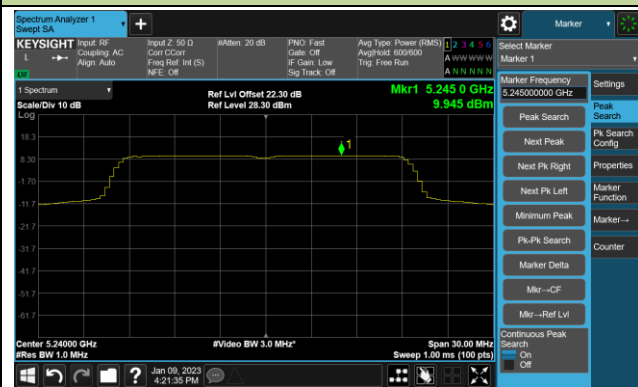 Spectrum Analyzer 1
Swept SA
+
Marker
KEYSIGHT
L
Input: RF
Coupling: AC
Align: Auto
Input Z: 50 Ω
Corr CCorr
Freq Ref: Int (S)
NFE: Off
#Atten: 20 dB
PNO: Fast
Gate: Off
IF Gain: Low
Sig Track: Off
Avg Type: Power (RMS)
Avg|Hold: 600/600
Trig: Free Run
1 2 3 4 5 6
A W W W W W
A N N N N N
Select Marker
Marker 1
1 Spectrum
Scale/Div 10 dB
Log
Ref Lvl Offset 22.30 dB
Ref Level 28.30 dBm
Mkr1 5.245 0 GHz
9.945 dBm
18.3
8.30
-1.70
-11.7
-21.7
-31.7
-41.7
-51.7
-61.7
1
Center 5.24000 GHz
#Res BW 1.0 MHz
#Video BW 3.0 MHz*
Span 30.00 MHz
Sweep 1.00 ms (100 pts)
Marker Frequency
5.245000000 GHz
Peak Search
Next Peak
Next Pk Right
Next Pk Left
Minimum Peak
Pk-Pk Search
Marker Delta
Mkr→CF
Mkr→Ref Lvl
Continuous Peak
Search
On
Off
Settings
Peak
Search
Pk Search
Config
Properties
Marker
Function
Marker→
Counter
?
Jan 09, 2023
4:21:35 PM